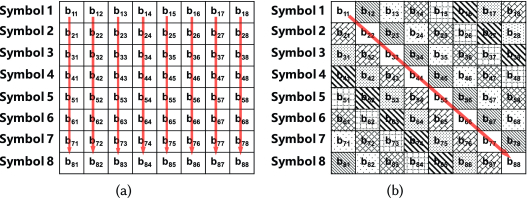 Symbol 1 b11 b12 b13 b14 b15 b16 b17 b18 Symbol 1 b11 b12 b13 b14 b15 b16 b17 b18
Symbol 2 b21 b22 b23 b24 b25 b26 b27 b28 Symbol 2 b21 b22 b23 b24 b25 b26 b27 b28
Symbol 3 b31 b32 b33 b34 b35 b36 b37 b38 Symbol 3 b31 b32 b33 b34 b35 b36 b37 b38
Symbol 4 b41 b42 b43 b44 b45 b46 b47 b48 Symbol 4 b42 b43 b44 b45 b46 b47 b48
Symbol 5 b51 b52 b53 b54 b55 b56 b57 b58 Symbol 5 b51 b53 b54 b55 b56 b57 b58
Symbol 6 b61 b62 b63 b64 b65 b66 b67 b68 Symbol 6 b61 b62 b64 b65 b66 b67 b68
Symbol 7 b71 b72 b73 b74 b75 b76 b77 b78 Symbol 7 b71 b72 b73 b75 b76 b77 b78
Symbol 8 b81 b82 b83 b84 b85 b86 b87 b88 Symbol 8 b81 b82 b83 b84 b86 b87 b88
(a) (b)